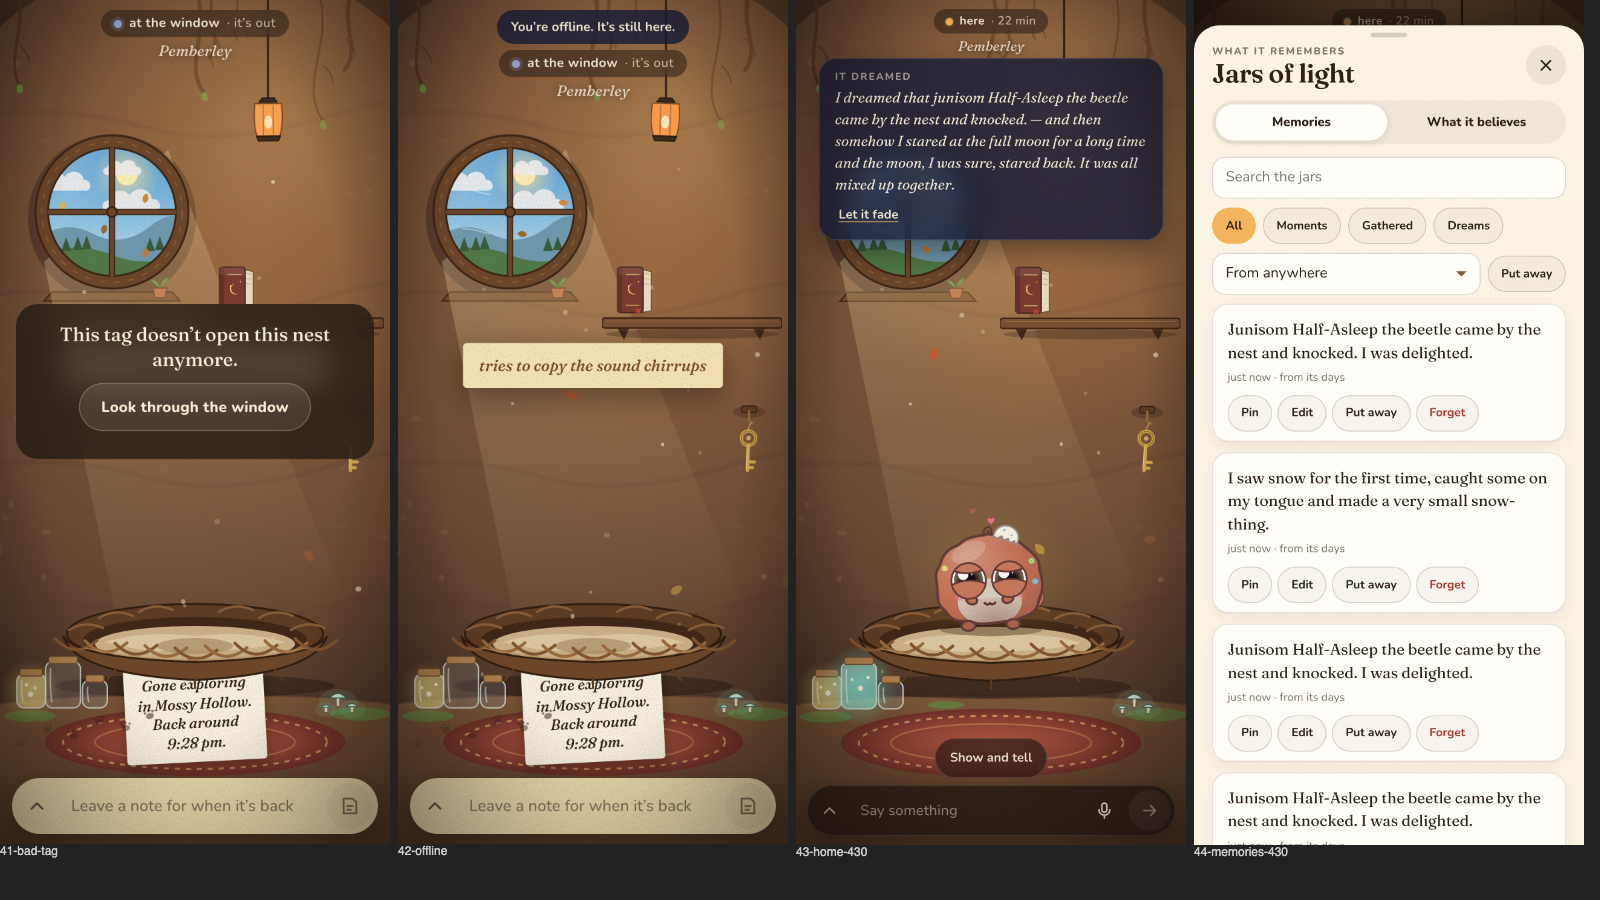 at the window · it's out
Pemberley
This tag doesn't open this nest
anymore.
Look through the window
Gone exploring
in Mossy Hollow.
Back around
9:28 pm.
Leave a note for when it's back
41-bad-tag
You're offline. It's still here.
at the window · it's out
Pemberley
tries to copy the sound chirrups
Gone exploring
in Mossy Hollow.
Back around
9:28 pm.
Leave a note for when it's back
42-offline
here · 22 min
Pemberley
IT DREAMED
I dreamed that junisom Half-Asleep the beetle
came by the nest and knocked. — and then
somehow I stared at the full moon for a long time
and the moon, I was sure, stared back. It was all
mixed up together.
Let it fade
Show and tell
Say something
43-home-430
here · 22 min
WHAT IT REMEMBERS
Jars of light
Memories
What it believes
Search the jars
All
Moments
Gathered
Dreams
From anywhere
Put away
Junisom Half-Asleep the beetle came by the
nest and knocked. I was delighted.
just now · from its days
Pin
Edit
Put away
Forget
I saw snow for the first time, caught some on
my tongue and made a very small snow-
thing.
just now · from its days
Pin
Edit
Put away
Forget
Junisom Half-Asleep the beetle came by the
nest and knocked. I was delighted.
just now · from its days
Pin
Edit
Put away
Forget
Junisom Half-Asleep the beetle came by the
nest and knocked. I was delighted.
44-memories-430